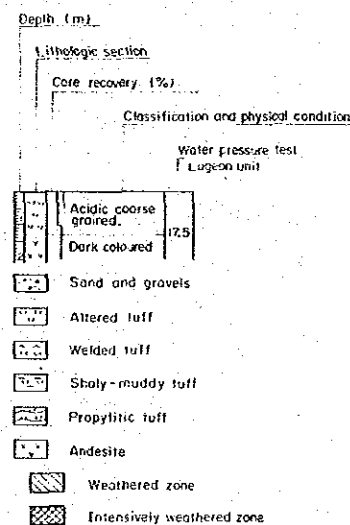 Depth (m)
Lithologic section
Core recovery (%)
Classification and physical condition
Water pressure test
Lugeon unit
Acidic coarse
grained.
17.5
Dark coloured
Sand and gravels
Altered tuff
Welded tuff
Shaly-muddy tuff
Propylitic tuff
Andesite
Weathered zone
Intensively weathered zone